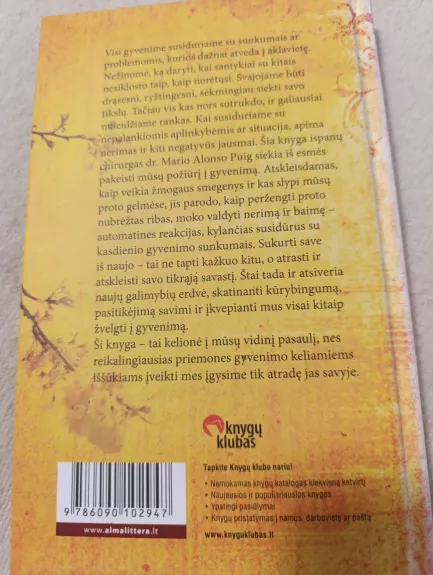 Visi gyvenime susiduriame su sunkumais ar
problemomis, kurios dažnai atveda į aklavietę.
Nežinome, ką daryti, kai santykiai su kitais
nesiklosto taip, kaip norėtųsi. Svajojame būti
drąsesni, ryžtingesni, sėkmingiau siekti savo
tikslų. Tačiau vis kas nors sutrukdo, ir galiausiai
nuleidžiame rankas. Kai susiduriame su
nepalankiomis aplinkybėmis ar situacija, apima
nerimas ir kiti negatyvūs jausmai. Šia knyga ispanų
chirurgas dr. Mario Alonso Puig siekia iš esmės
pakeisti mūsų požiūrį į gyvenimą. Atskleisdamas,
kaip veikia žmogaus smegenys ir kas slypi mūsų
proto gelmėse, jis parodo, kaip peržengti proto
nubrėžtas ribas, moko valdyti nerimą ir baimę –
automatines reakcijas, kylančias susidūrus su
kasdienio gyvenimo sunkumais. Sukurti save
iš naujo – tai ne tapti kažkuo kitu, o atrasti ir
atskleisti savo tikrąją savastį. Štai tada ir atsiveria
naujų galimybių erdvė, skatinanti kūrybingumą,
pasitikėjimą savimi ir įkvepianti mus visai kitaip
žvelgti į gyvenimą.
Ši knyga – tai kelionė į mūsų vidinį pasaulį, nes
reikalingiausias priemones gyvenimo keliamiems
iššūkiams įveikti mes įgysime tik atradę jas savyje.
knygų
klubas
Tapkite Knygų klubo nariu!
• Nemokamas knygų katalogas kiekvieną ketvirtį
• Naujausios ir populiariausios knygos
• Ypatingi pasiūlymai
• Knygų pristatymas į namus, darbovietę ar paštą
www.knyguklubas.lt
9 786090 102947
www.almalittera.lt